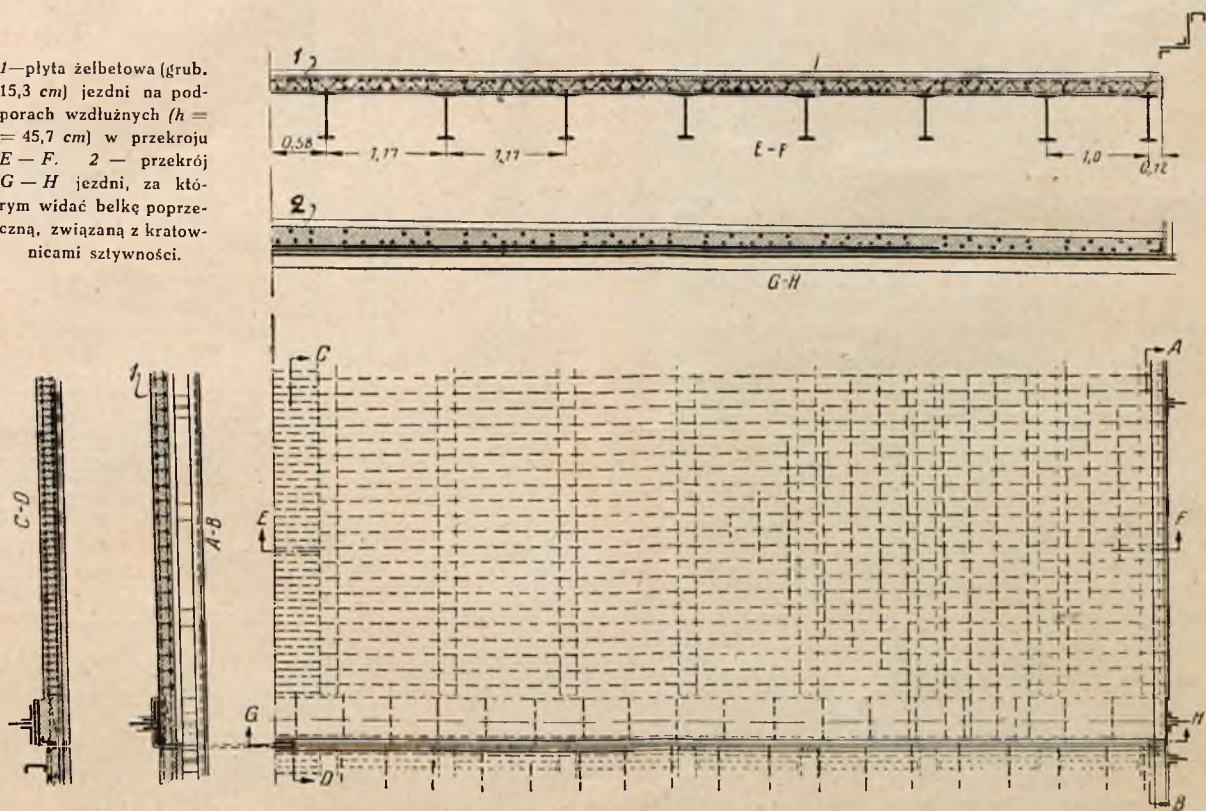 1—płyta żelbetowa (grub.
15,3 cm) jezdni na pod-
porach wzdłużnych (h =
= 45,7 cm) w przekroju
E — F. 2 — przekrój
G — H jezdni, za któ-
rym widać belkę poprze-
czną, związaną z kratow-
nicami sztywności.
1
0,58
1,17
1,17
E-F
1,0
0,12
2
G-H
C
A
1
C-D
A-B
E
F
G
H
D
B